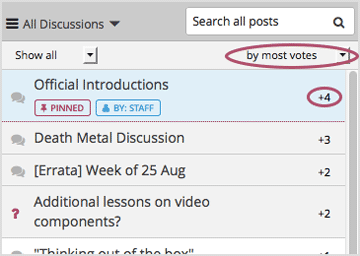 All Discussions
Search all posts
Show all
by most votes
Official Introductions
+4
PINNED
BY: STAFF
Death Metal Discussion
+3
[Errata] Week of 25 Aug
+2
Additional lessons on video
components?
+2
"Thinking out of the box"
+2